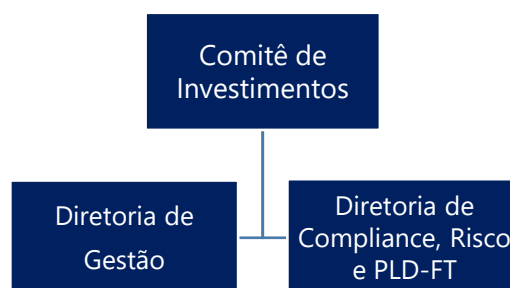 Comitê de
Investimentos
Diretoria de
Gestão
Diretoria de
Compliance, Risco
e PLD-FT